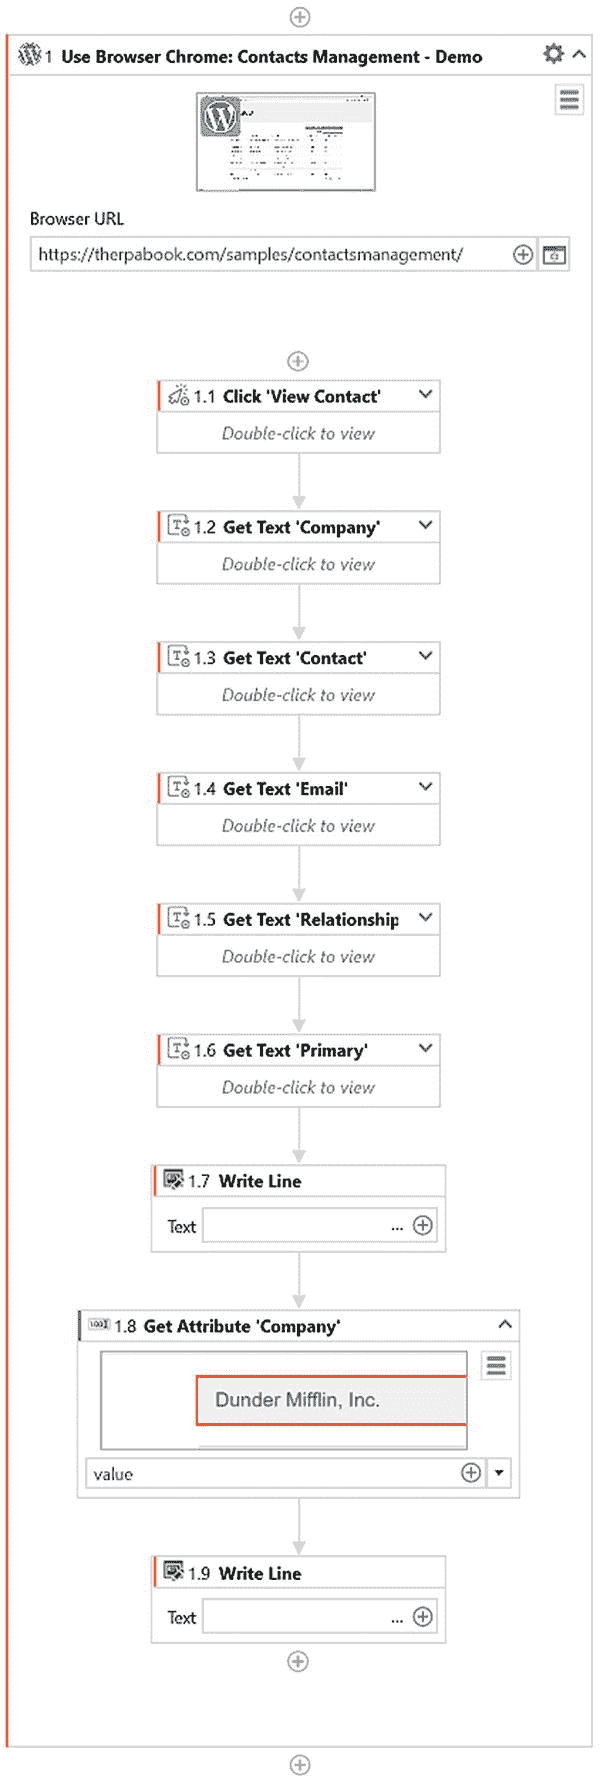 1 Use Browser Chrome: Contacts Management - Demo
Browser URL
https://therpabook.com/samples/contactsmanagement/
1.1 Click 'View Contact'
Double-click to view
1.2 Get Text 'Company'
Double-click to view
1.3 Get Text 'Contact'
Double-click to view
1.4 Get Text 'Email'
Double-click to view
1.5 Get Text 'Relationship
Double-click to view
1.6 Get Text 'Primary'
Double-click to view
1.7 Write Line
Text ...
1.8 Get Attribute 'Company'
Dunder Mifflin, Inc.
value
1.9 Write Line
Text ...